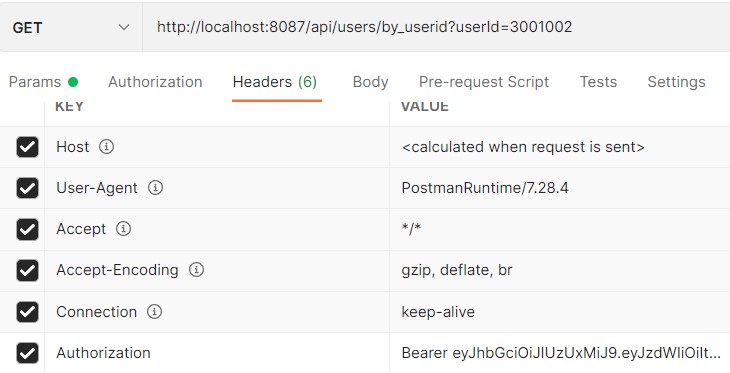 GET http://localhost:8087/api/users/by_userid?userId=3001002
Params Authorization Headers (6) Body Pre-request Script Tests Settings
KEY VALUE
Host <calculated when request is sent>
User-Agent PostmanRuntime/7.28.4
Accept */*
Accept-Encoding gzip, deflate, br
Connection keep-alive
Authorization Bearer eyJhbGciOiJIUzUxMiJ9.eyJzdWIiOiIt...